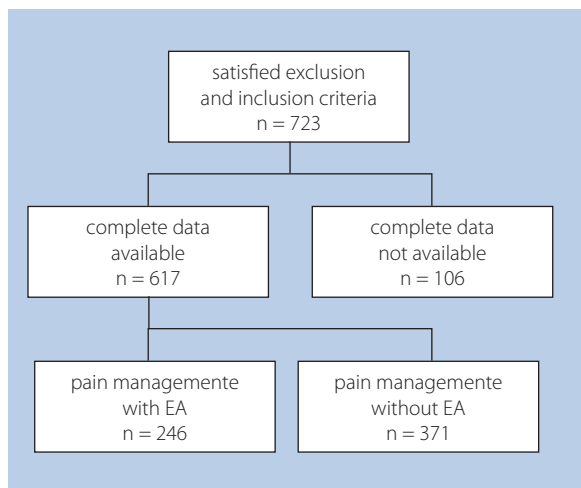 satisfied exclusion
and inclusion criteria
n = 723
complete data
available
n = 617
complete data
not available
n = 106
pain managemente
with EA
n = 246
pain managemente
without EA
n = 371